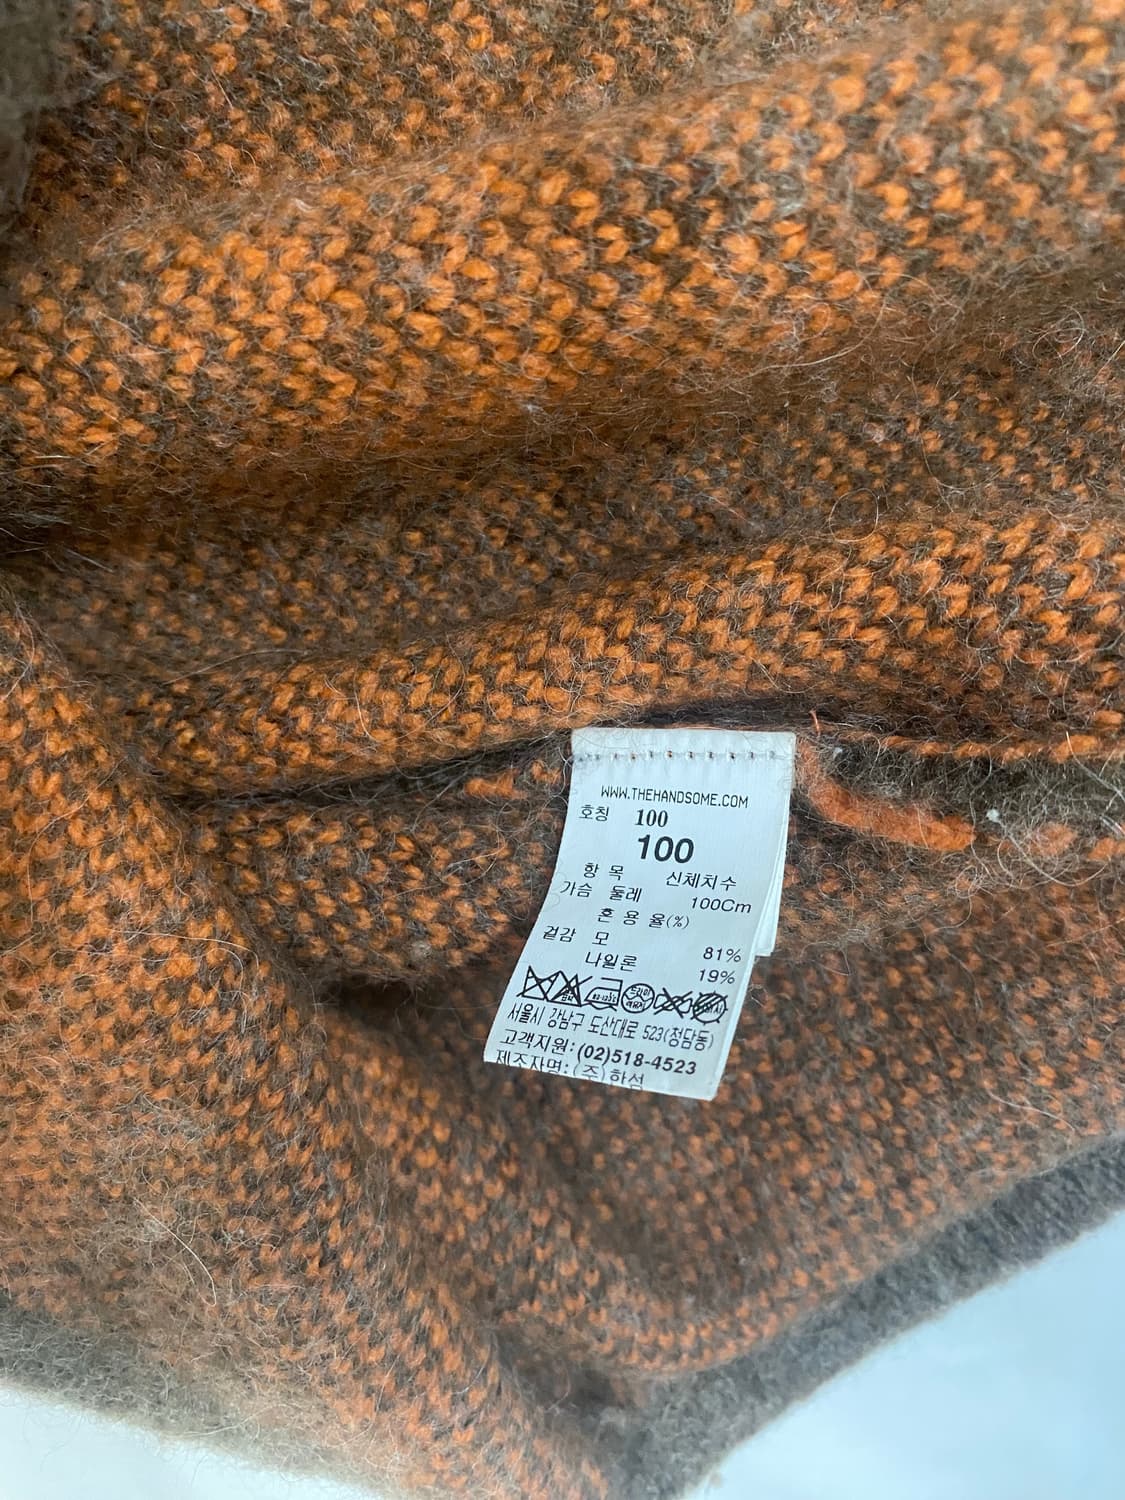 WWW.THEHANDSOME.COM
호칭 100
100
항 목 신체치수
가슴 둘레 100Cm
혼 용 율(%)
겉감 모 81%
나일론 19%
서울시 강남구 도산대로 523(청담동)
고객지원:(02)518-4523
제조자명:(주)한섬